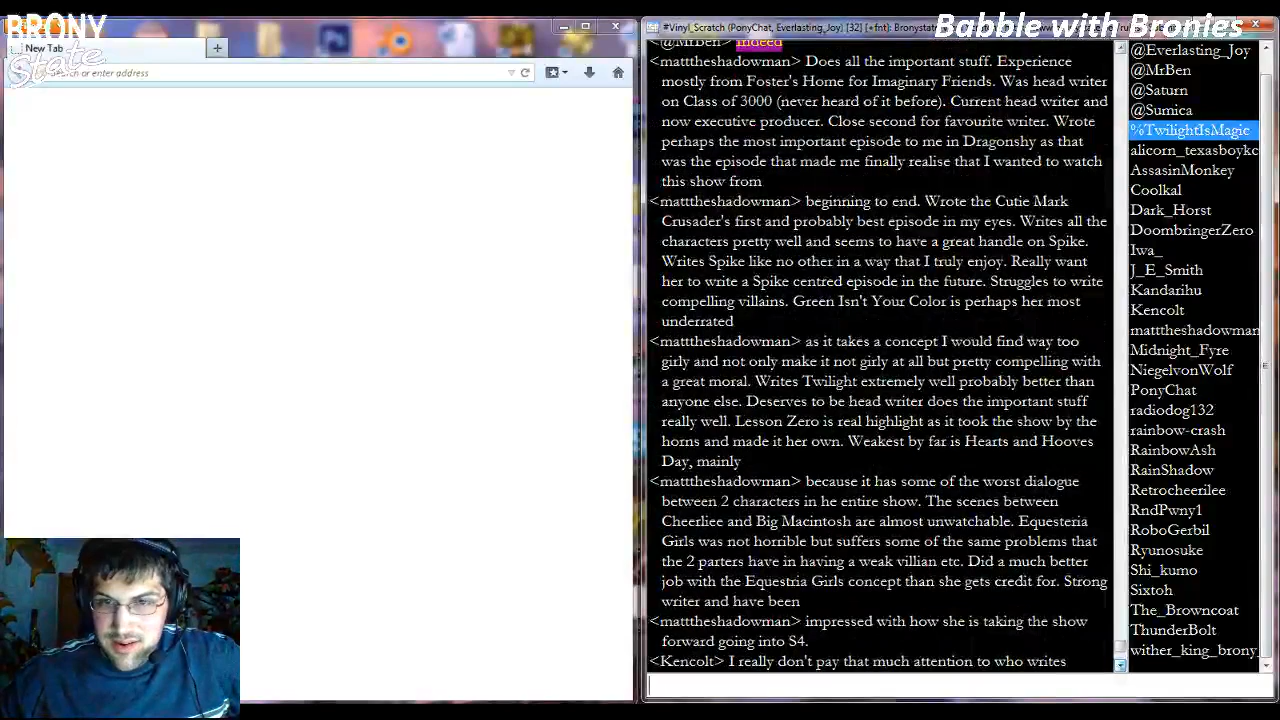 BRONY
State
New Tab
Search or enter address
#Vinyl_Scratch (PonyChat, Everlasting_Joy) [32] [+fnt]: Bronystate
Babble with Bronies
<@MrBen> Indeed
<matttheshadowman> Does all the important stuff. Experience
mostly from Foster's Home for Imaginary Friends. Was head writer
on Class of 3000 (never heard of it before). Current head writer and
now executive producer. Close second for favourite writer. Wrote
perhaps the most important episode to me in Dragonshy as that
was the episode that made me finally realise that I wanted to watch
this show from
<matttheshadowman> beginning to end. Wrote the Cutie Mark
Crusader's first and probably best episode in my eyes. Writes all the
characters pretty well and seems to have a great handle on Spike.
Writes Spike like no other in a way that I truly enjoy. Really want
her to write a Spike centred episode in the future. Struggles to write
compelling villains. Green Isn't Your Color is perhaps her most
underrated
<matttheshadowman> as it takes a concept I would find way too
girly and not only make it not girly at all but pretty compelling with
a great moral. Writes Twilight extremely well probably better than
anyone else. Deserves to be head writer does the important stuff
really well. Lesson Zero is real highlight as it took the show by the
horns and made it her own. Weakest by far is Hearts and Hooves
Day, mainly
<matttheshadowman> because it has some of the worst dialogue
between 2 characters in he entire show. The scenes between
Cheerliee and Big Macintosh are almost unwatchable. Equesteria
Girls was not horrible but suffers some of the same problems that
the 2 parters have in having a weak villian etc. Did a much better
job with the Equestria Girls concept than she gets credit for. Strong
writer and have been
<matttheshadowman> impressed with how she is taking the show
forward going into S4.
<Kencolt> I really don't pay that much attention to who writes
@Everlasting_Joy
@MrBen
@Saturn
@Sumica
%TwilightIsMagic
alicorn_texasboykc
AssasinMonkey
Coolkal
Dark_Horst
DoombringerZero
Iwa_
J_E_Smith
Kandarihu
Kencolt
matttheshadowman
Midnight_Fyre
NiegelvonWolf
PonyChat
radiodog132
rainbow-crash
RainbowAsh
RainShadow
Retrocheerilee
RndPwny1
RoboGerbil
Ryunosuke
Shi_kumo
Sixtoh
The_Browncoat
ThunderBolt
wither_king_brony_